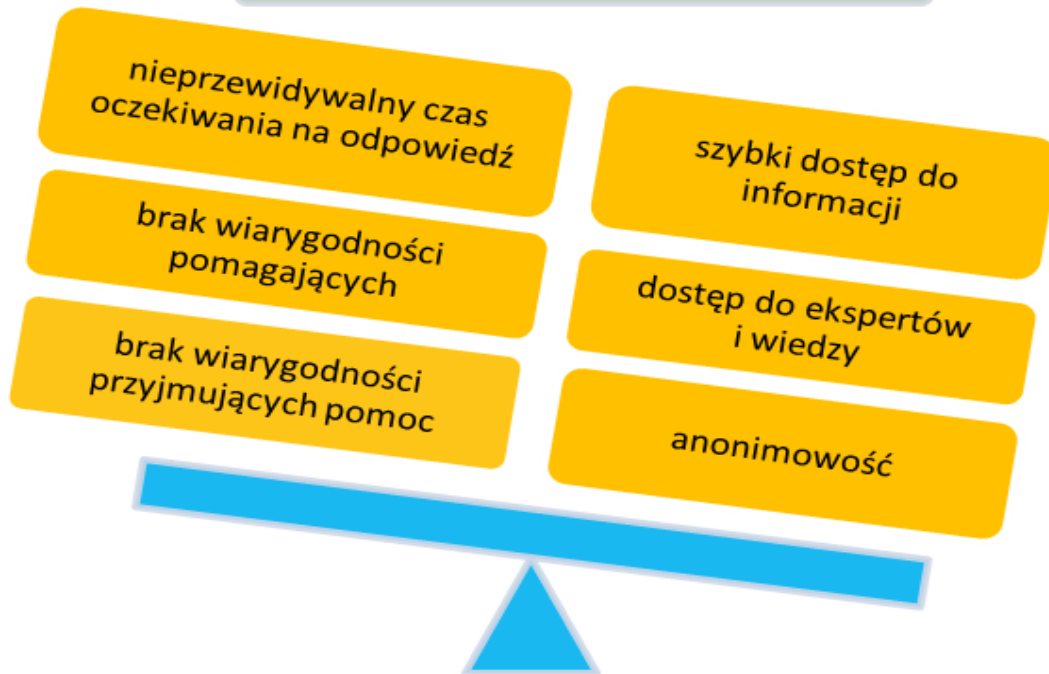 nieprzewidywalny czas
oczekiwania na odpowiedź
brak wiarygodności
pomagających
brak wiarygodności
przyjmujących pomoc
szybki dostęp do
informacji
dostęp do ekspertów
i wiedzy
anonimowość